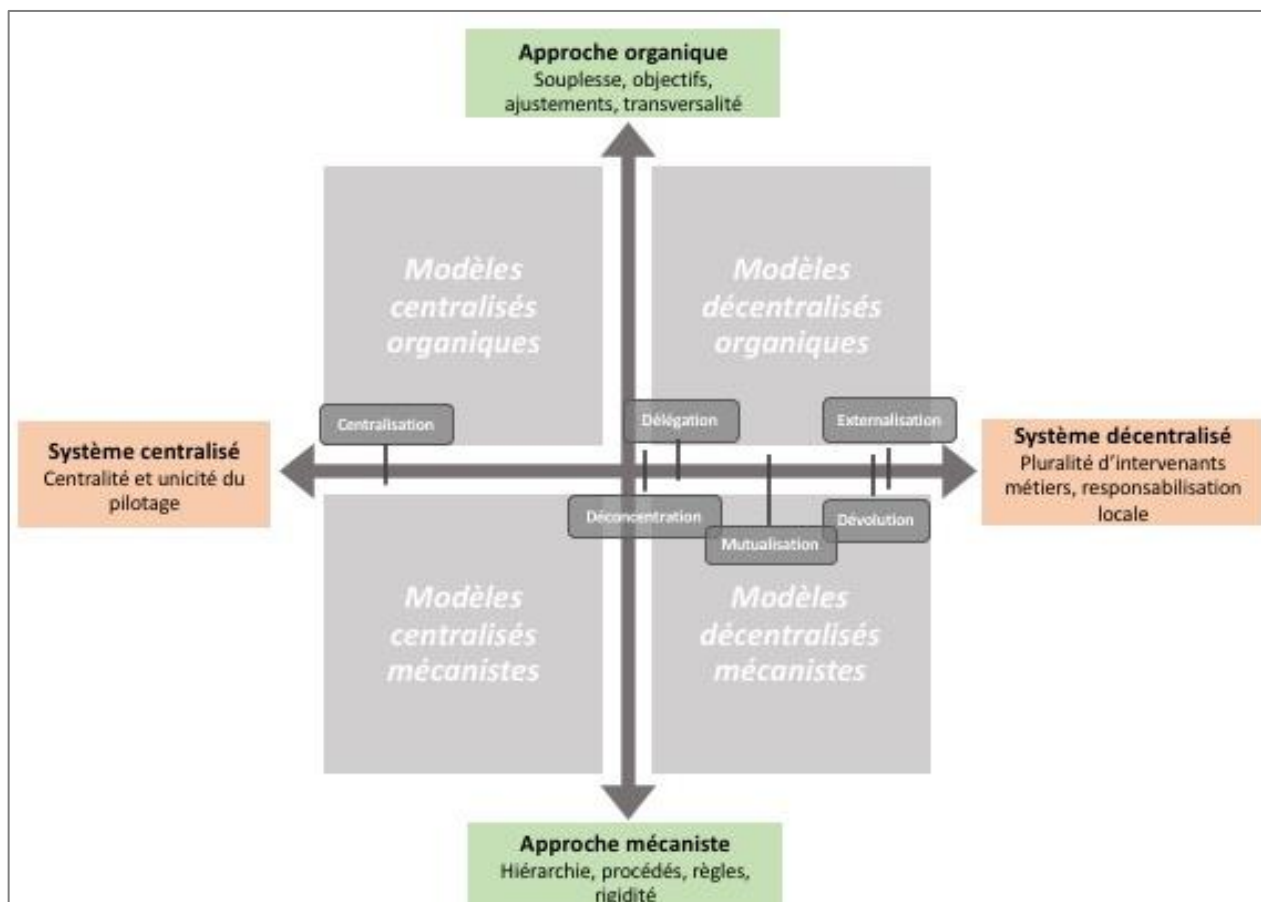 Approche organique
Souplesse, objectifs,
ajustements, transversalité
Modèles
centralisés
organiques
Modèles
décentralisés
organiques
Centralisation
Délégation
Externalisation
Système centralisé
Centralité et unicité du
pilotage
Système décentralisé
Pluralité d'intervenants
métiers, responsabilisation
locale
Déconcentration
Mutualisation
Dévolution
Modèles
centralisés
mécanistes
Modèles
décentralisés
mécanistes
Approche mécaniste
Hiérarchie, procédés, règles,
rigidité